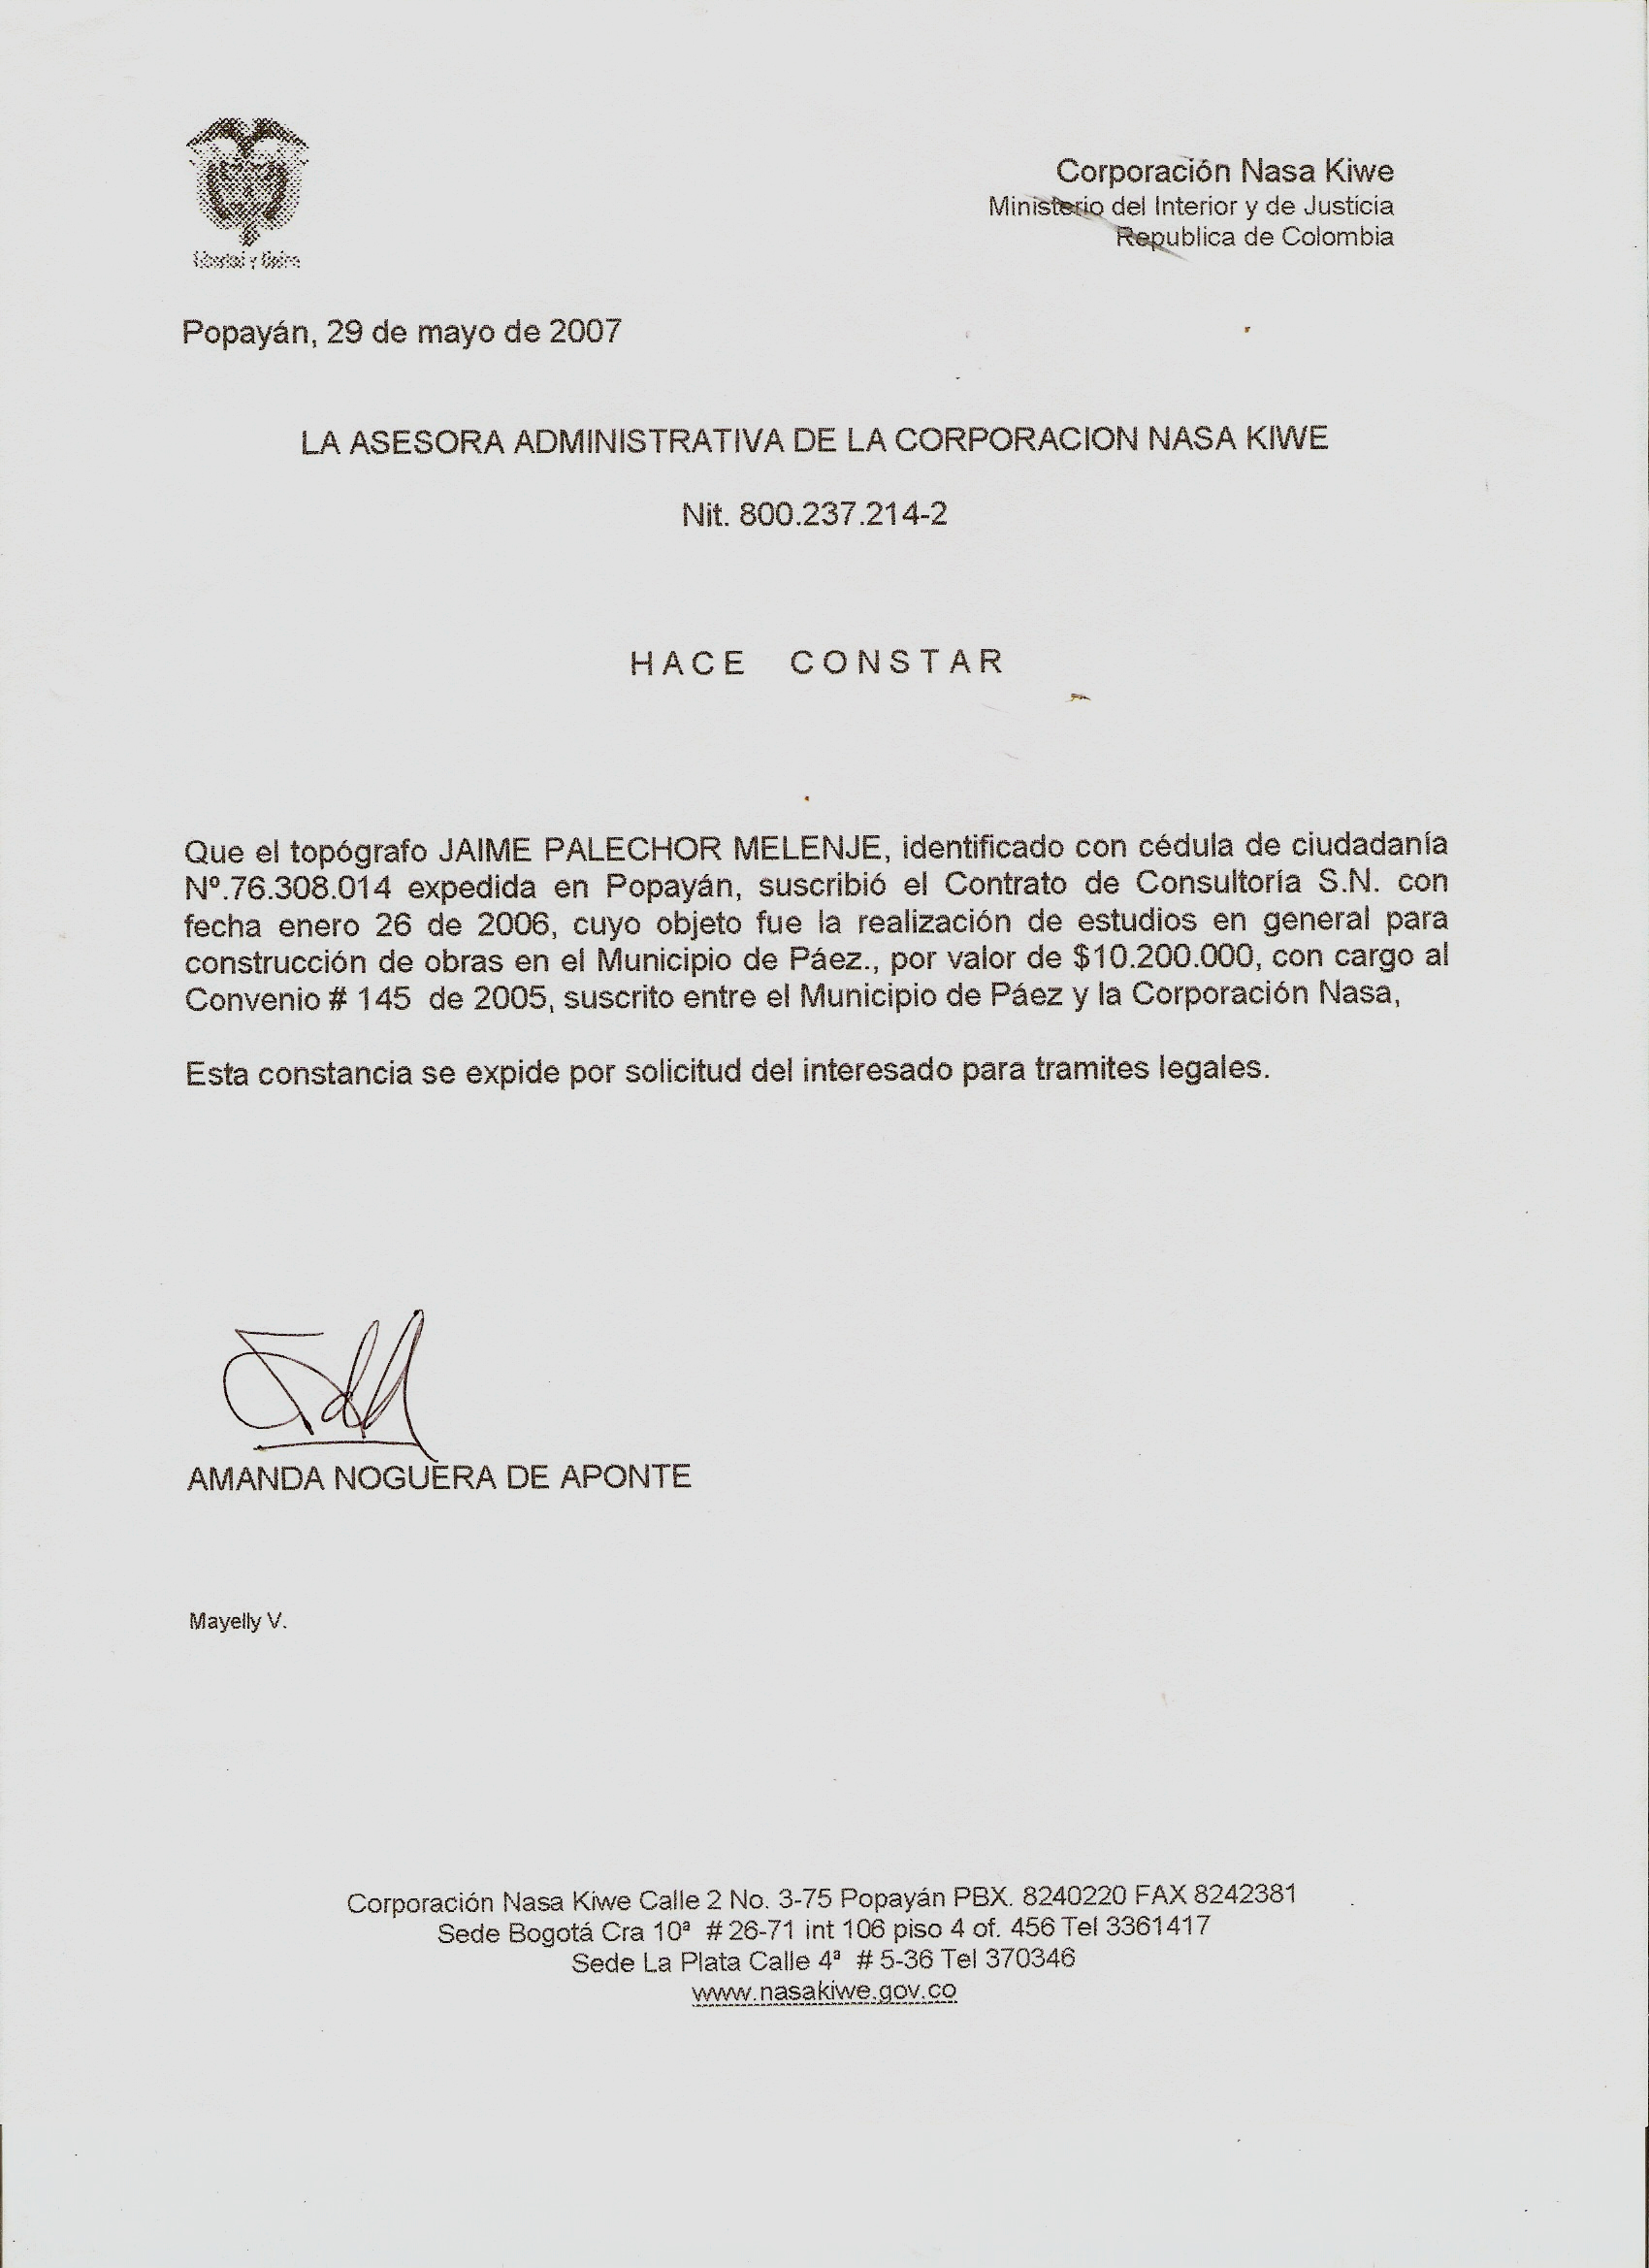 Libertad y Orden
Corporación Nasa Kiwe
Ministerio del Interior y de Justicia
Republica de Colombia
Popayán, 29 de mayo de 2007
LA ASESORA ADMINISTRATIVA DE LA CORPORACION NASA KIWE
Nit. 800.237.214-2
HACE CONSTAR
Que el topógrafo JAIME PALECHOR MELENJE, identificado con cédula de ciudadanía
Nº.76.308.014 expedida en Popayán, suscribió el Contrato de Consultoría S.N. con
fecha enero 26 de 2006, cuyo objeto fue la realización de estudios en general para
construcción de obras en el Municipio de Páez., por valor de $10.200.000, con cargo al
Convenio # 145 de 2005, suscrito entre el Municipio de Páez y la Corporación Nasa,
Esta constancia se expide por solicitud del interesado para tramites legales.
AMANDA NOGUERA DE APONTE
Mayelly V.
Corporación Nasa Kiwe Calle 2 No. 3-75 Popayán PBX. 8240220 FAX 8242381
Sede Bogotá Cra 10ª # 26-71 int 106 piso 4 of. 456 Tel 3361417
Sede La Plata Calle 4ª # 5-36 Tel 370346
www.nasakiwe.gov.co